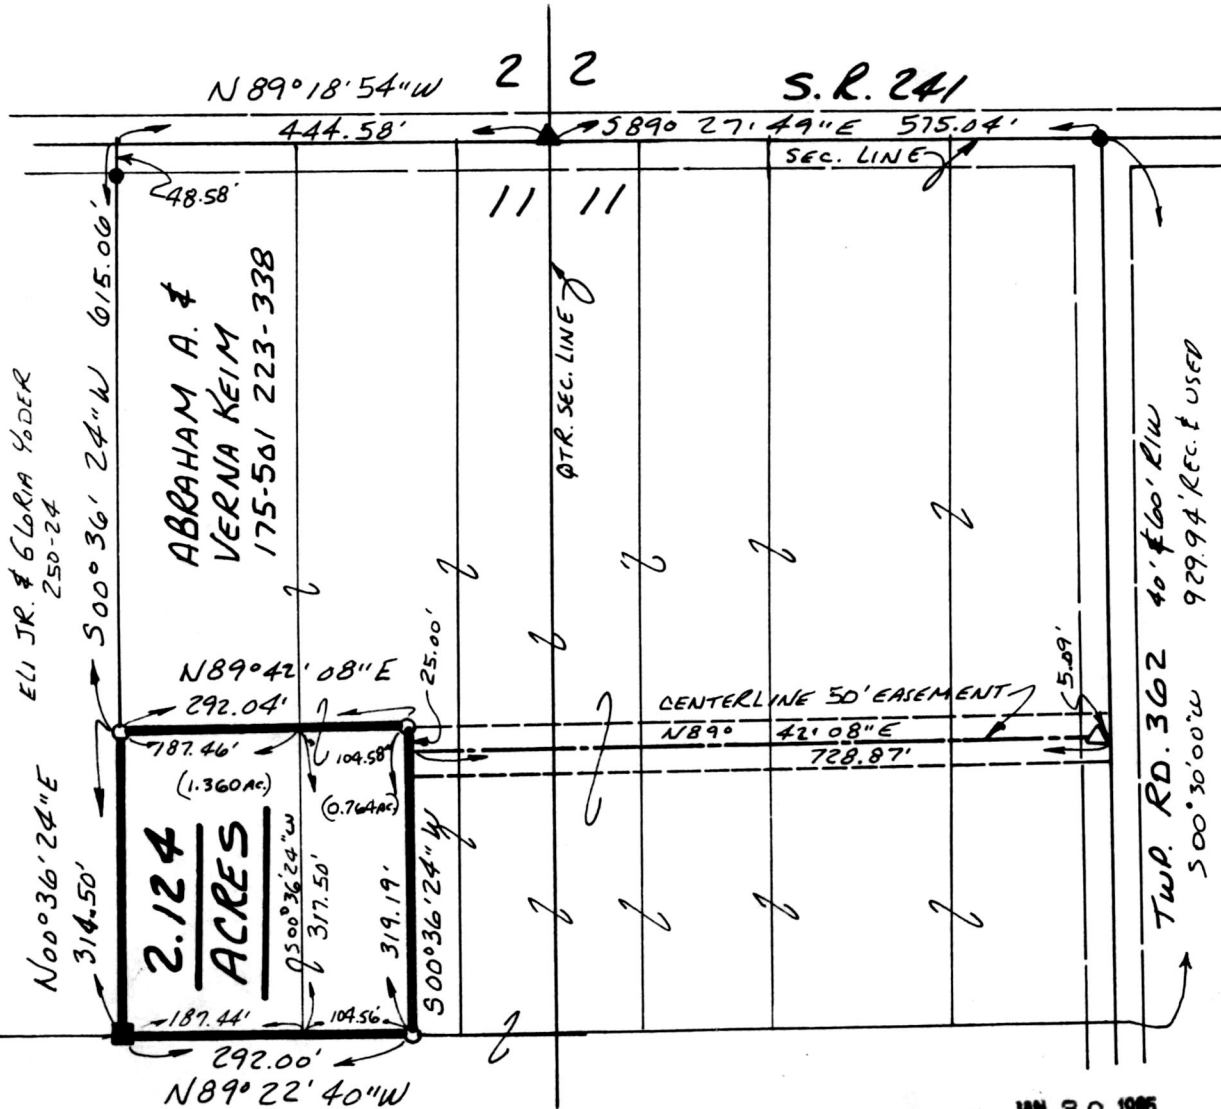 N 89° 18' 54" W
2 2
S. R. 241
444.58'
S 89° 27' 49" E 575.04'
SEC. LINE
48.58'
11 11
S 00° 36' 24" W 615.06'
ABRAHAM A. &
VERNA KEIM
175-501 223-338
ELI JR. & GLORIA YODER
250-24
QTR. SEC. LINE
TWP. RD. 362 40' & 60' R/W
S 00° 30' 00" W 929.94' REC. & USED
N 89° 42' 08" E
292.04'
25.00'
CENTERLINE 50' EASEMENT
5.09'
N 89° 42' 08" E
728.87'
187.46'
104.58'
(1.360 AC.)
(0.764 AC.)
2.124
ACRES
S 00° 36' 24" W
317.50'
319.19'
S 00° 36' 24" W
N 00° 36' 24" E
314.50'
187.44'
104.56'
292.00'
N 89° 22' 40" W